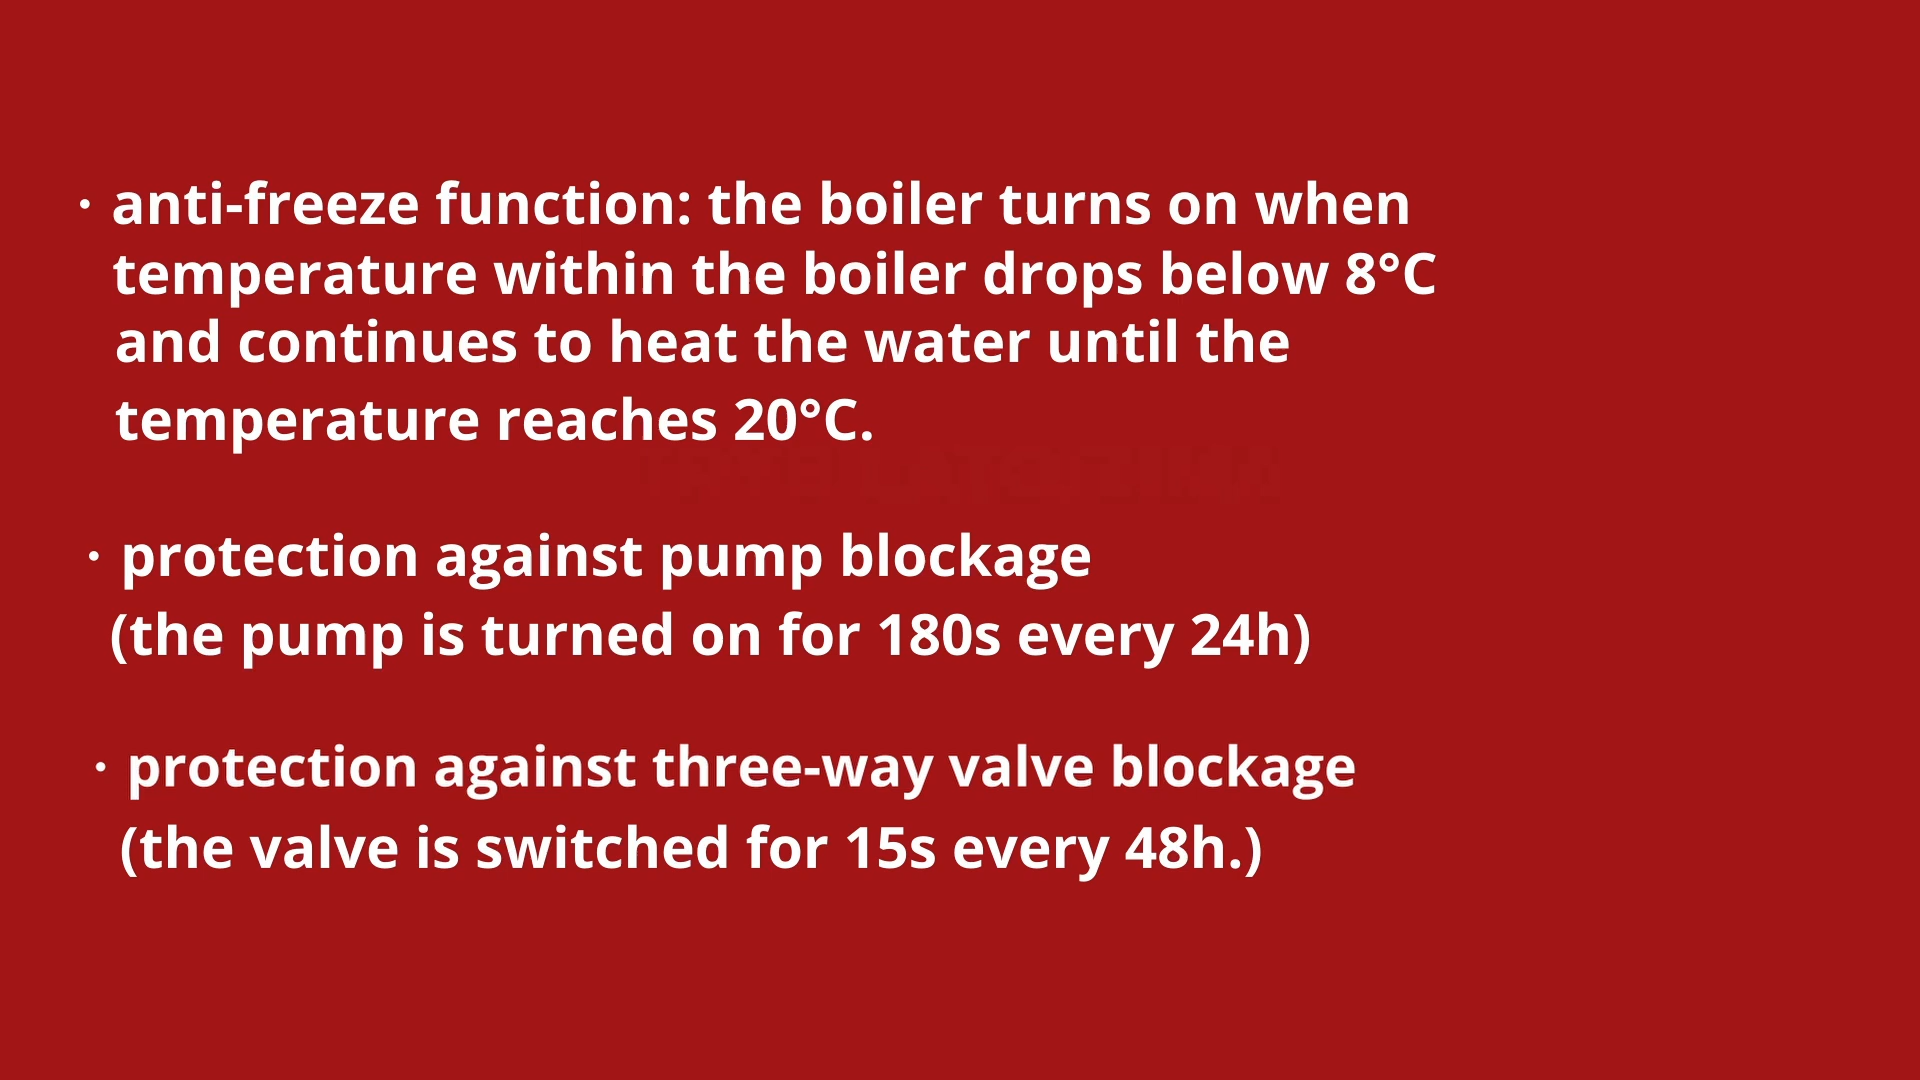 · anti-freeze function: the boiler turns on when
temperature within the boiler drops below 8°C
and continues to heat the water until the
temperature reaches 20°C.
· protection against pump blockage
(the pump is turned on for 180s every 24h)
· protection against three-way valve blockage
(the valve is switched for 15s every 48h.)